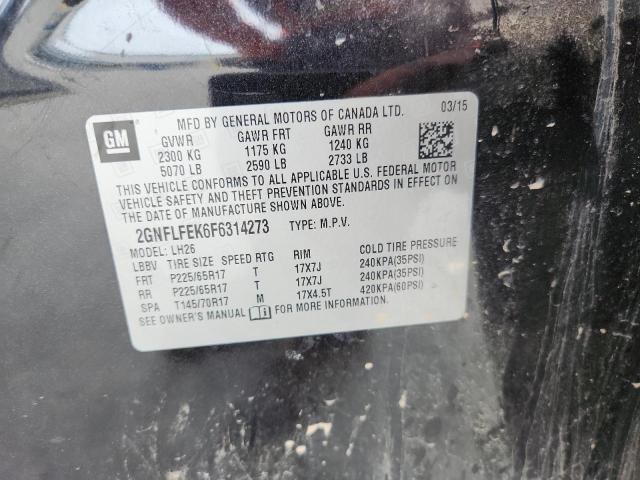 GM
MFD BY GENERAL MOTORS OF CANADA LTD. 03/15
GVWR GAWR FRT GAWR RR
2300 KG 1175 KG 1240 KG
5070 LB 2590 LB 2733 LB
THIS VEHICLE CONFORMS TO ALL APPLICABLE U.S. FEDERAL MOTOR
VEHICLE SAFETY AND THEFT PREVENTION STANDARDS IN EFFECT ON
THE DATE OF MANUFACTURE SHOWN ABOVE.
2GNFLFEK6F6314273 TYPE: M.P.V.
MODEL: LH26
LBBV TIRE SIZE SPEED RTG RIM COLD TIRE PRESSURE
FRT P225/65R17 T 17X7J 240KPA(35PSI)
RR P225/65R17 T 17X7J 240KPA(35PSI)
SPA T145/70R17 M 17X4.5T 420KPA(60PSI)
SEE OWNER'S MANUAL FOR MORE INFORMATION.